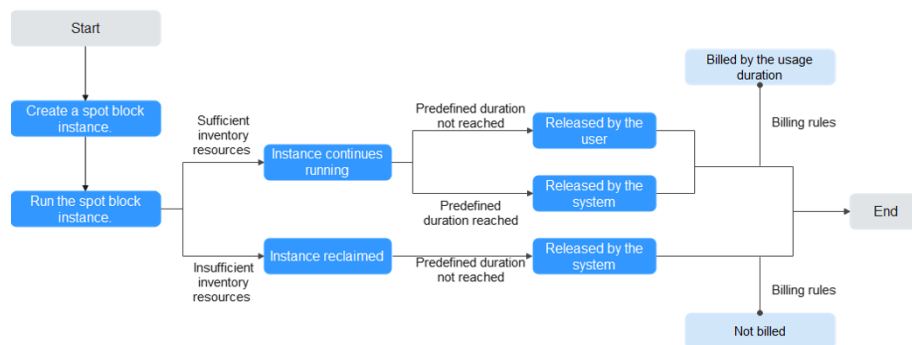 Start
Create a spot block
instance.
Run the spot block
instance.
Sufficient
inventory
resources
Insufficient
inventory
resources
Instance continues
running
Instance reclaimed
Predefined duration
not reached
Predefined
duration reached
Predefined duration
not reached
Released by the
user
Released by the
system
Released by the
system
Billed by the usage
duration
Billing rules
Billing rules
Not billed
End